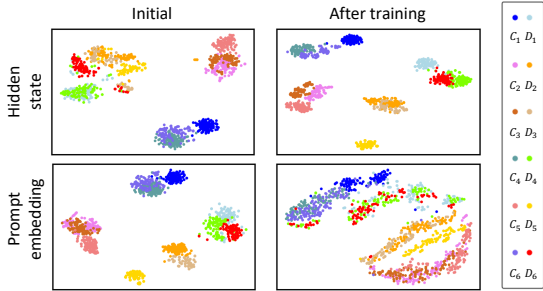 Initial
After training
Hidden
state
Prompt
embedding
C₁ D₁
C₂ D₂
C₃ D₃
C₄ D₄
C₅ D₅
C₆ D₆